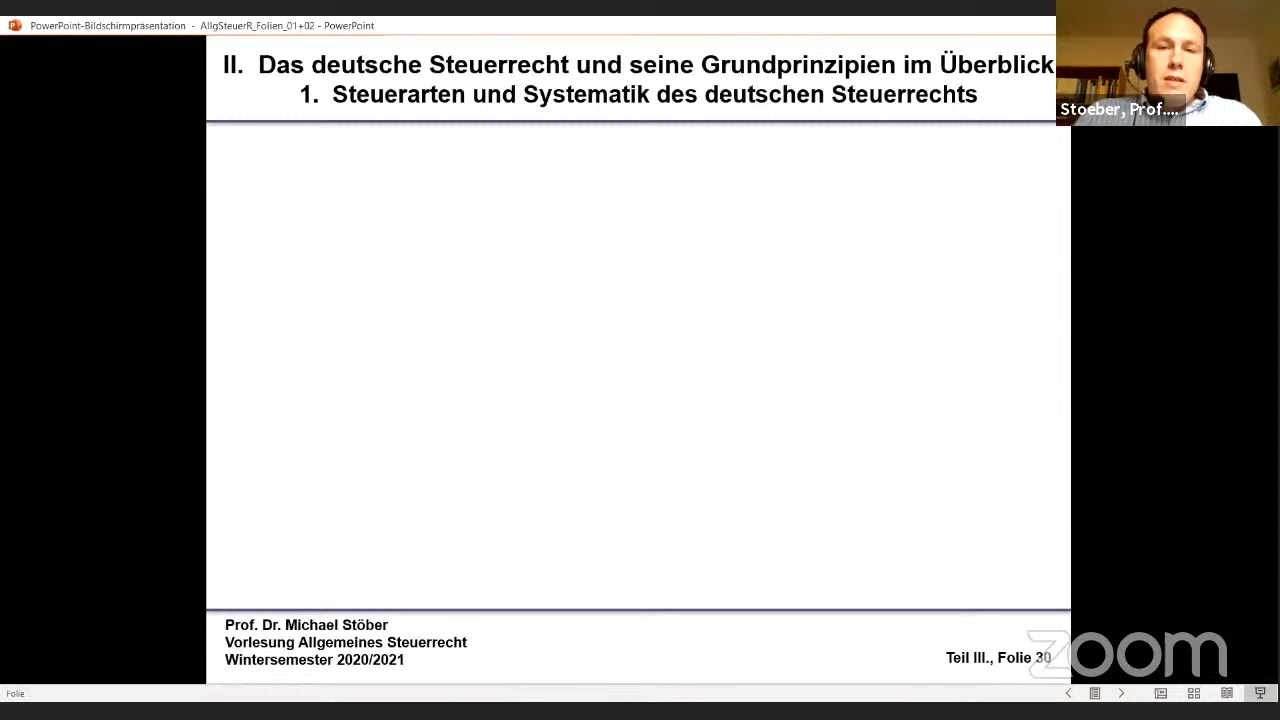 PowerPoint-Bildschirmpräsentation - AllgSteuerR_Folien_01+02 - PowerPoint
II. Das deutsche Steuerrecht und seine Grundprinzipien im Überblick
1. Steuerarten und Systematik des deutschen Steuerrechts
Stoeber, Prof....
Prof. Dr. Michael Stöber
Vorlesung Allgemeines Steuerrecht
Wintersemester 2020/2021
Teil III., Folie 30
zoom
Folie